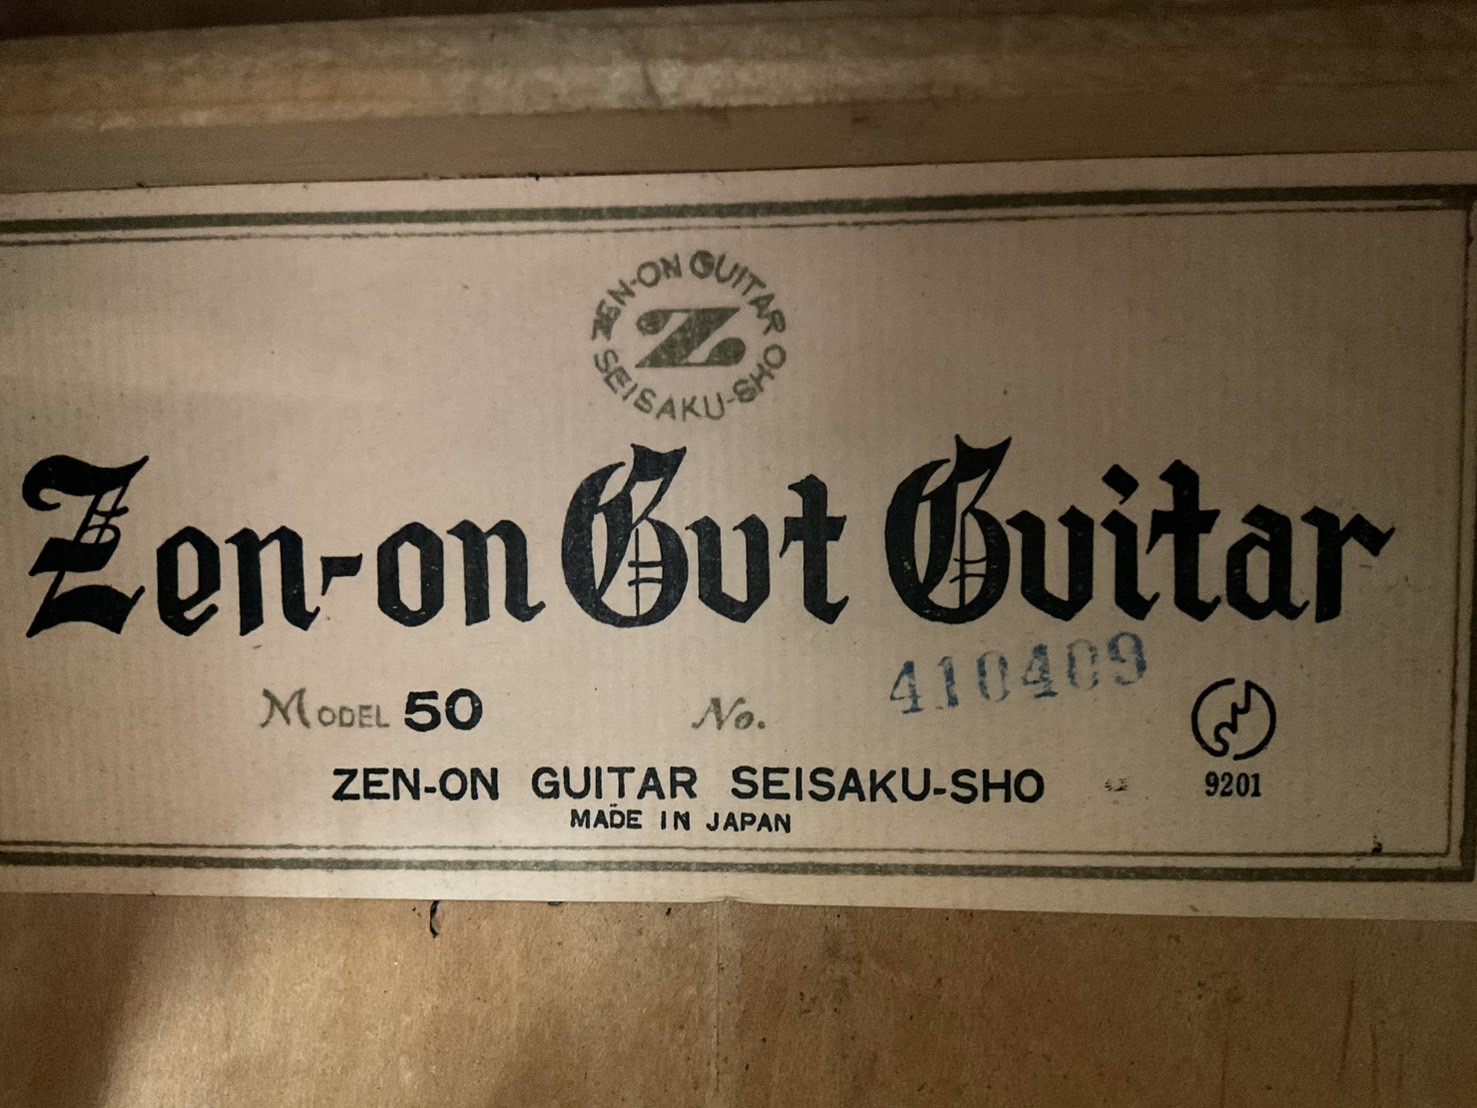 ZEN-ON GUITAR
Z
SEISAKU-SHO
Zen-on Gut Guitar
MODEL 50 No. 410409
ZEN-ON GUITAR SEISAKU-SHO
9201
MADE IN JAPAN